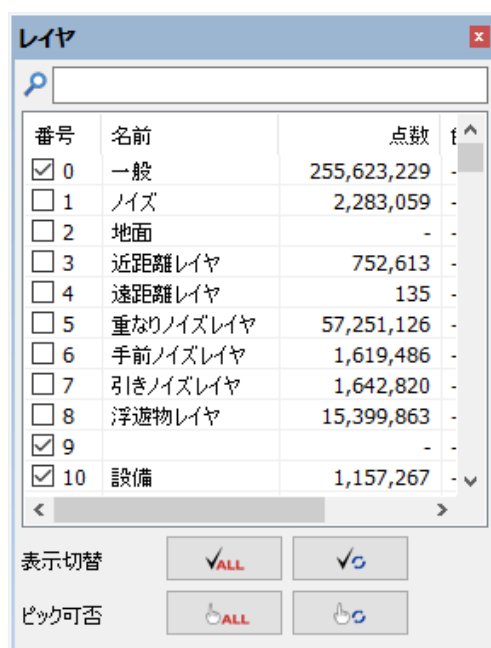 レイヤ
番号 名前 点数
0 一般 255,623,229 -
1 ノイズ 2,283,059 -
2 地面 - -
3 近距離レイヤ 752,613 -
4 遠距離レイヤ 135 -
5 重なりノイズレイヤ 57,251,126 -
6 手前ノイズレイヤ 1,619,486 -
7 引きノイズレイヤ 1,642,820 -
8 浮遊物レイヤ 15,399,863 -
9 - -
10 設備 1,157,267 -
表示切替 ALL
ピック可否 ALL